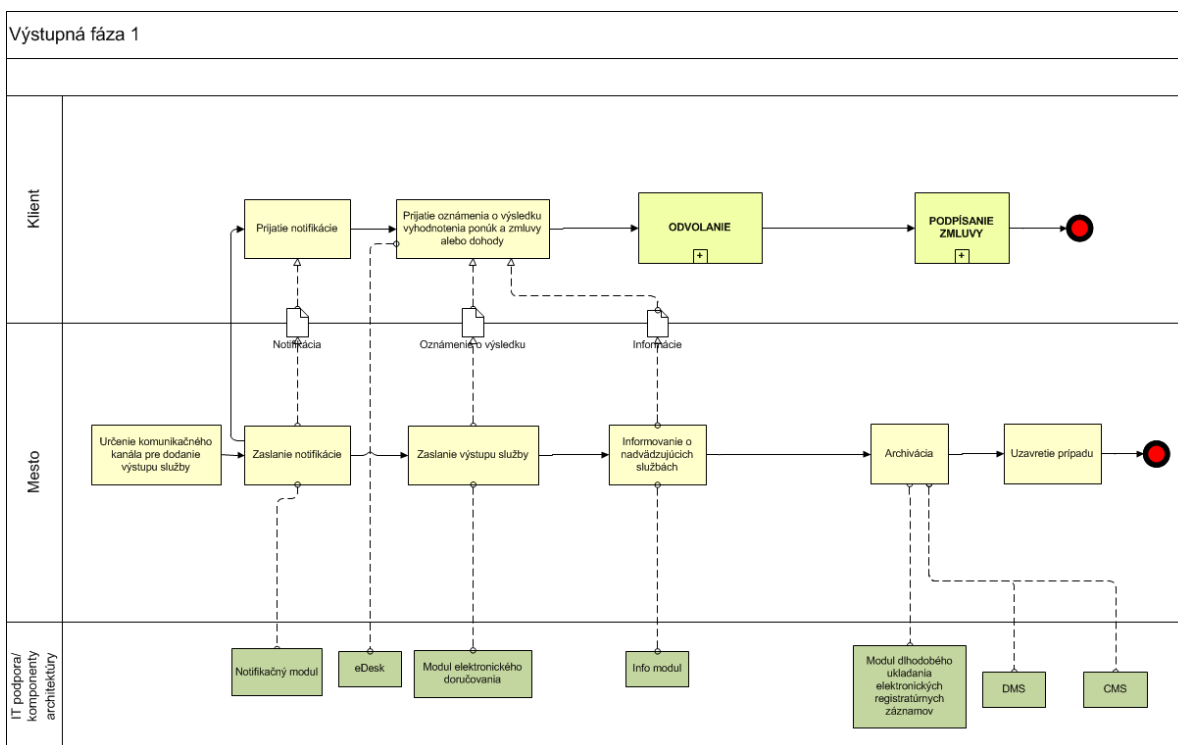 Výstupná fáza 1
Klient
Prijatie notifikácie
Prijatie oznámenia o výsledku
vyhodnotenia ponúk a zmluvy
alebo dohody
ODVOLANIE
+
PODPÍSANIE
ZMLUVY
+
Notifikácia
Oznámenie o výsledku
Informácie
Mesto
Určenie komunikačného
kanála pre dodanie
výstupu služby
Zaslanie notifikácie
Zaslanie výstupu služby
Informovanie o
nadvädzujúcich
službách
Archivácia
Uzavretie prípadu
IT podpora/
komponenty
architektúry
Notifikačný modul
eDesk
Modul elektronického
doručovania
Info modul
Modul dlhodobého
ukladania
elektronických
registratúrnych
záznamov
DMS
CMS